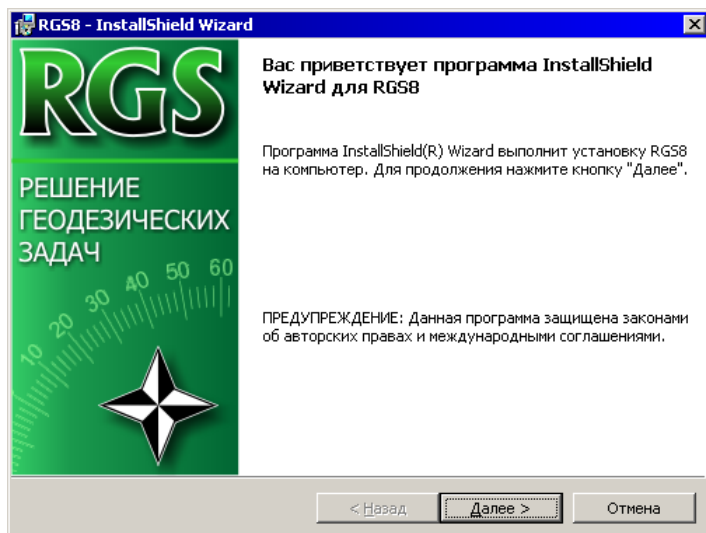 RGS8 - InstallShield Wizard
RGS
РЕШЕНИЕ
ГЕОДЕЗИЧЕСКИХ
ЗАДАЧ
10 20 30 40 50 60
Вас приветствует программа InstallShield
Wizard для RGS8
Программа InstallShield(R) Wizard выполнит установку RGS8
на компьютер. Для продолжения нажмите кнопку "Далее".
ПРЕДУПРЕЖДЕНИЕ: Данная программа защищена законами
об авторских правах и международными соглашениями.
< Назад Далее > Отмена